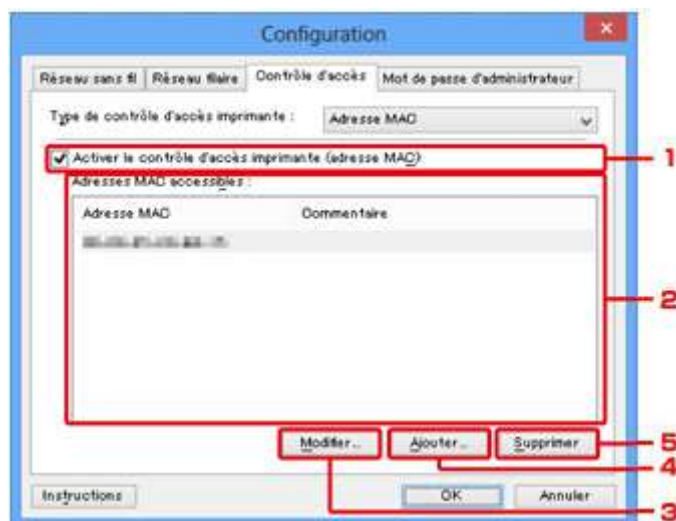 Configuration
Réseau sans fil Réseau filaire Contrôle d'accès Mot de passe d'administrateur
Type de contrôle d'accès imprimante : Adresse MAC
Activer le contrôle d'accès imprimante (adresse MAC) 1
Adresses MAC accessibles :
Adresse MAC Commentaire
2
Modifier... Ajouter... Supprimer 5
4
Instructions OK Annuler
3